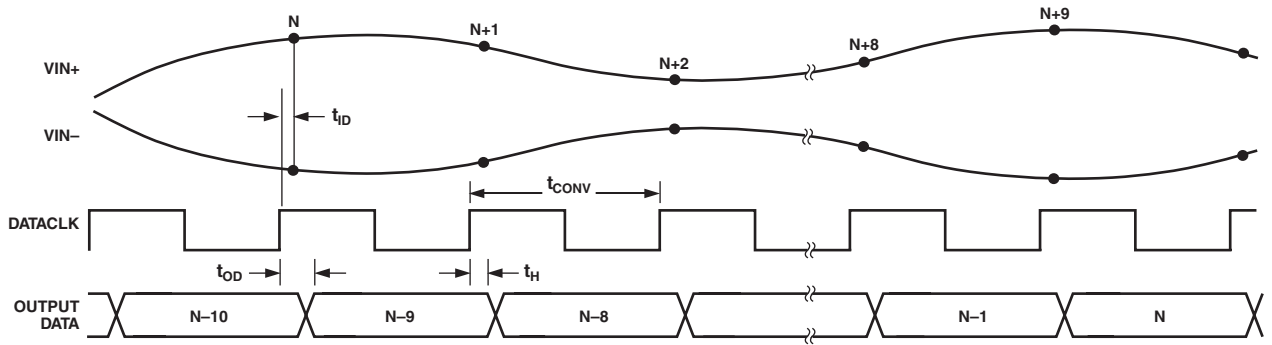 N
N+1
N+2
N+8
N+9
VIN+
VIN–
tID
tCONV
DATACLK
tOD
tH
OUTPUT
DATA
N–10
N–9
N–8
N–1
N